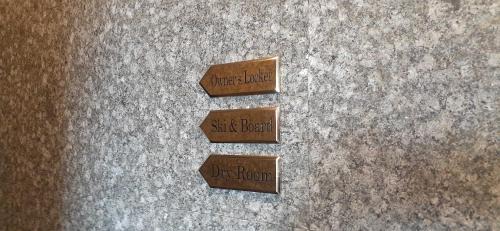 Owner's Locker
Ski & Board
Dry Room